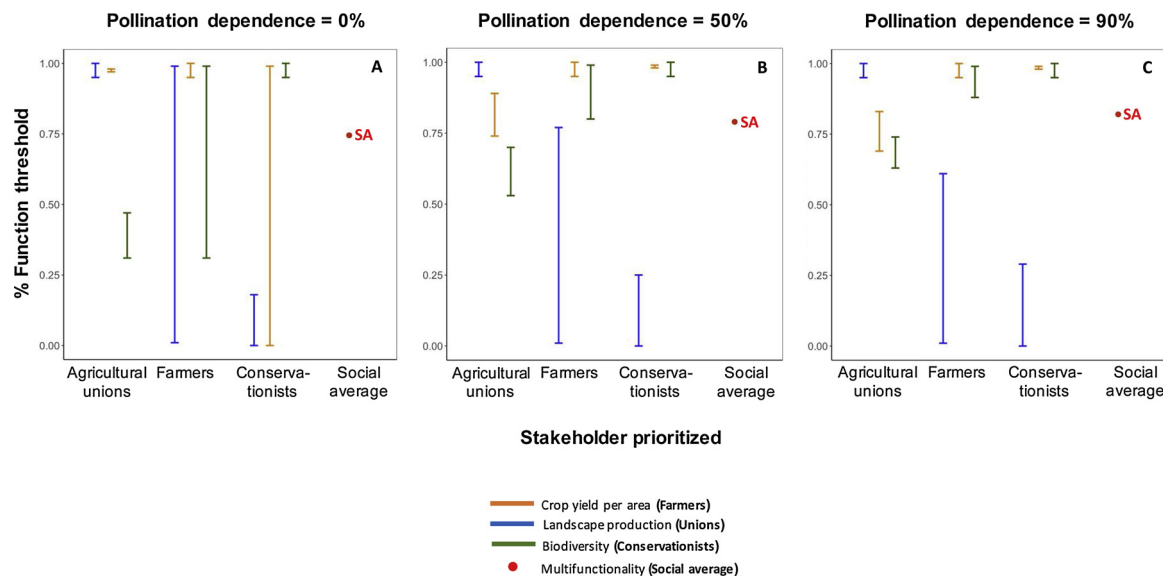 Pollination dependence = 0%
Pollination dependence = 50%
Pollination dependence = 90%
% Function threshold
1.00
0.75
0.50
0.25
0.00
A
SA
Agricultural
unions
Farmers
Conserva-
tionists
Social
average
1.00
0.75
0.50
0.25
0.00
B
SA
Agricultural
unions
Farmers
Conserva-
tionists
Social
average
1.00
0.75
0.50
0.25
0.00
C
SA
Agricultural
unions
Farmers
Conserva-
tionists
Social
average
Stakeholder prioritized
Crop yield per area (Farmers)
Landscape production (Unions)
Biodiversity (Conservationists)
Multifunctionality (Social average)